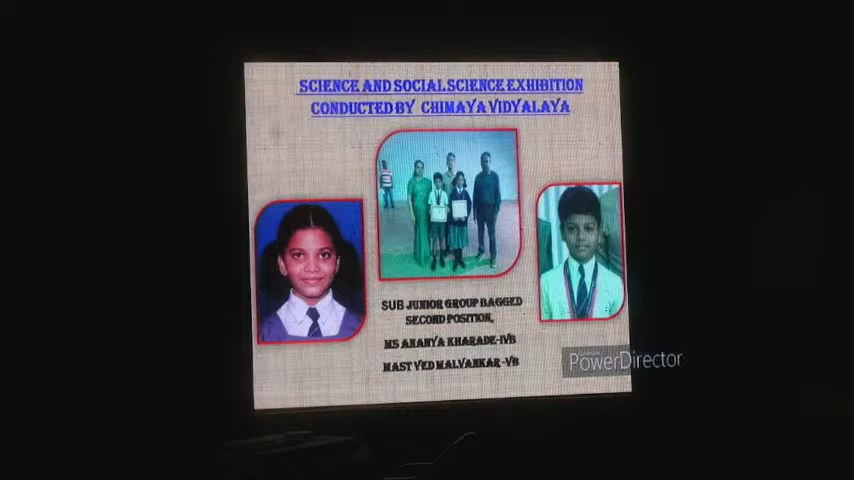 SCIENCE AND SOCIAL SCIENCE EXHIBITION
CONDUCTED BY CHIMAYA VIDYALAYA
SUB JUNIOR GROUP BAGGED
SECOND POSITION,
MS ANANYA KHARADE-IVB
MAST VED MALVANKAR -VB
PowerDirector